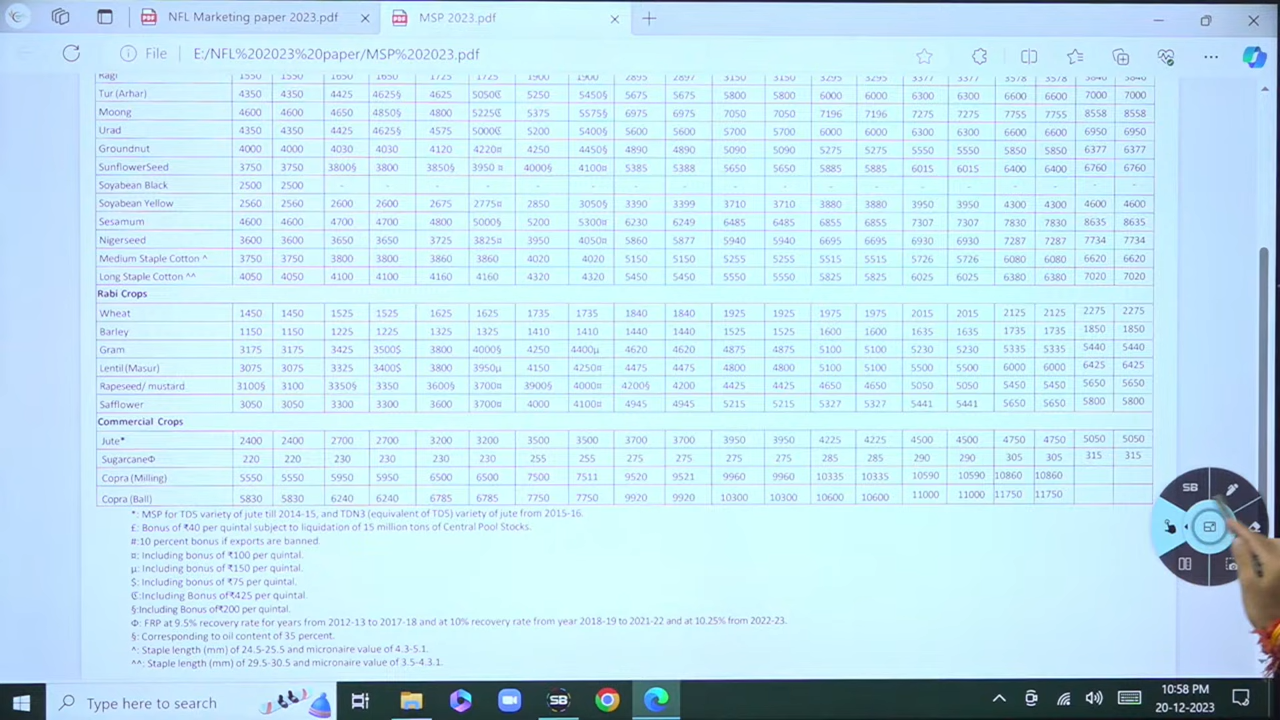 NFL Marketing paper 2023.pdf
MSP 2023.pdf
File E:/NFL%202023%20paper/MSP%202023.pdf
Ragi 1550 1550 1650 1650 1725 1725 1900 1900 2895 2897 3150 3150 3295 3295 3377 3377 3578 3578 3846 3846
Tur (Arhar) 4350 4350 4425 4625§ 4625 5050₢ 5250 5450§ 5675 5675 5800 5800 6000 6000 6300 6300 6600 6600 7000 7000
Moong 4600 4600 4650 4850§ 4800 5225₢ 5375 5575§ 6975 6975 7050 7050 7196 7196 7275 7275 7755 7755 8558 8558
Urad 4350 4350 4425 4625§ 4575 5000₢ 5200 5400§ 5600 5600 5700 5700 6000 6000 6300 6300 6600 6600 6950 6950
Groundnut 4000 4000 4030 4030 4120 4220¤ 4250 4450§ 4890 4890 5090 5090 5275 5275 5550 5550 5850 5850 6377 6377
SunflowerSeed 3750 3750 3800§ 3800 3850§ 3950 ¤ 4000§ 4100¤ 5385 5388 5650 5650 5885 5885 6015 6015 6400 6400 6760 6760
Soyabean Black 2500 2500 - - - - - - - - - - - - - - - - - -
Soyabean Yellow 2560 2560 2600 2600 2675 2775¤ 2850 3050§ 3390 3399 3710 3710 3880 3880 3950 3950 4300 4300 4600 4600
Sesamum 4600 4600 4700 4700 4800 5000§ 5200 5300¤ 6230 6249 6485 6485 6855 6855 7307 7307 7830 7830 8635 8635
Nigerseed 3600 3600 3650 3650 3725 3825¤ 3950 4050¤ 5860 5877 5940 5940 6695 6695 6930 6930 7287 7287 7734 7734
Medium Staple Cotton ^ 3750 3750 3800 3800 3860 3860 4020 4020 5150 5150 5255 5255 5515 5515 5726 5726 6080 6080 6620 6620
Long Staple Cotton ^^ 4050 4050 4100 4100 4160 4160 4320 4320 5450 5450 5550 5550 5825 5825 6025 6025 6380 6380 7020 7020
Rabi Crops
Wheat 1450 1450 1525 1525 1625 1625 1735 1735 1840 1840 1925 1925 1975 1975 2015 2015 2125 2125 2275 2275
Barley 1150 1150 1225 1225 1325 1325 1410 1410 1440 1440 1525 1525 1600 1600 1635 1635 1735 1735 1850 1850
Gram 3175 3175 3425 3500$ 3800 4000§ 4250 4400µ 4620 4620 4875 4875 5100 5100 5230 5230 5335 5335 5440 5440
Lentil (Masur) 3075 3075 3325 3400$ 3800 3950µ 4150 4250¤ 4475 4475 4800 4800 5100 5100 5500 5500 6000 6000 6425 6425
Rapeseed/ mustard 3100§ 3100 3350§ 3350 3600§ 3700¤ 3900§ 4000¤ 4200§ 4200 4425 4425 4650 4650 5050 5050 5450 5450 5650 5650
Safflower 3050 3050 3300 3300 3600 3700¤ 4000 4100¤ 4945 4945 5215 5215 5327 5327 5441 5441 5650 5650 5800 5800
Commercial Crops
Jute* 2400 2400 2700 2700 3200 3200 3500 3500 3700 3700 3950 3950 4225 4225 4500 4500 4750 4750 5050 5050
SugarcaneΦ 220 220 230 230 230 230 255 255 275 275 275 275 285 285 290 290 305 305 315 315
Copra (Milling) 5550 5550 5950 5950 6500 6500 7500 7511 9520 9521 9960 9960 10335 10335 10590 10590 10860 10860
Copra (Ball) 5830 5830 6240 6240 6785 6785 7750 7750 9920 9920 10300 10300 10600 10600 11000 11000 11750 11750
*: MSP for TD5 variety of jute till 2014-15, and TDN3 (equivalent of TD5) variety of jute from 2015-16.
£: Bonus of ₹40 per quintal subject to liquidation of 15 million tons of Central Pool Stocks.
#:10 percent bonus if exports are banned.
¤: Including bonus of ₹100 per quintal.
µ: Including bonus of ₹150 per quintal.
$: Including bonus of ₹75 per quintal.
₢:Including Bonus of₹425 per quintal.
§:Including Bonus of₹200 per quintal.
Φ: FRP at 9.5% recovery rate for years from 2012-13 to 2017-18 and at 10% recovery rate from year 2018-19 to 2021-22 and at 10.25% from 2022-23.
§: Corresponding to oil content of 35 percent.
^: Staple length (mm) of 24.5-25.5 and micronaire value of 4.3-5.1.
^^: Staple length (mm) of 29.5-30.5 and micronaire value of 3.5-4.3.1.
SB
Type here to search
SB
10:58 PM
20-12-2023